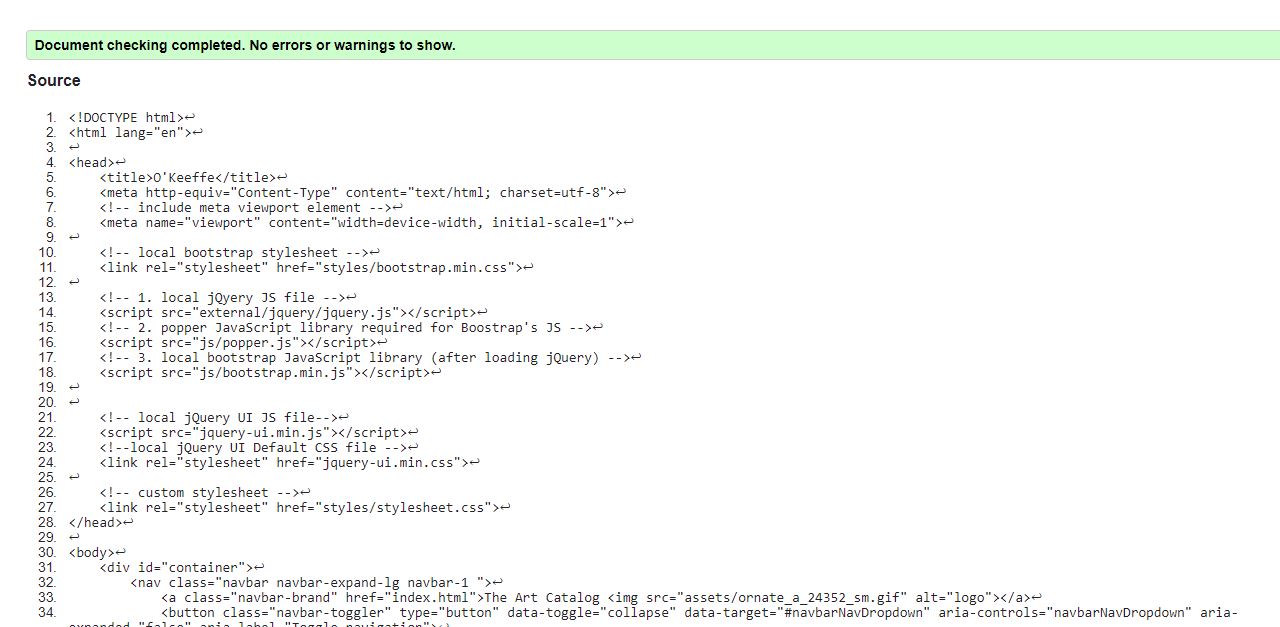 Document checking completed. No errors or warnings to show.
Source
1. <!DOCTYPE html>↩
2. <html lang="en">↩
3. ↩
4. <head>↩
5. <title>O'Keeffe</title>↩
6. <meta http-equiv="Content-Type" content="text/html; charset=utf-8">↩
7. <!-- include meta viewport element -->↩
8. <meta name="viewport" content="width=device-width, initial-scale=1">↩
9. ↩
10. <!-- local bootstrap stylesheet -->↩
11. <link rel="stylesheet" href="styles/bootstrap.min.css">↩
12. ↩
13. <!-- 1. local jQyery JS file -->↩
14. <script src="external/jquery/jquery.js"></script>↩
15. <!-- 2. popper JavaScript library required for Boostrap's JS -->↩
16. <script src="js/popper.js"></script>↩
17. <!-- 3. local bootstrap JavaScript library (after loading jQuery) -->↩
18. <script src="js/bootstrap.min.js"></script>↩
19. ↩
20. ↩
21. <!-- local jQuery UI JS file-->↩
22. <script src="jquery-ui.min.js"></script>↩
23. <!--local jQuery UI Default CSS file -->↩
24. <link rel="stylesheet" href="jquery-ui.min.css">↩
25. ↩
26. <!-- custom stylesheet -->↩
27. <link rel="stylesheet" href="styles/stylesheet.css">↩
28. </head>↩
29. ↩
30. <body>↩
31. <div id="container">↩
32. <nav class="navbar navbar-expand-lg navbar-1 ">↩
33. <a class="navbar-brand" href="index.html">The Art Catalog <img src="assets/ornate_a_24352_sm.gif" alt="logo"></a>↩
34. <button class="navbar-toggler" type="button" data-toggle="collapse" data-target="#navbarNavDropdown" aria-controls="navbarNavDropdown" aria-
expanded="false" aria-label="Toggle navigation">↩